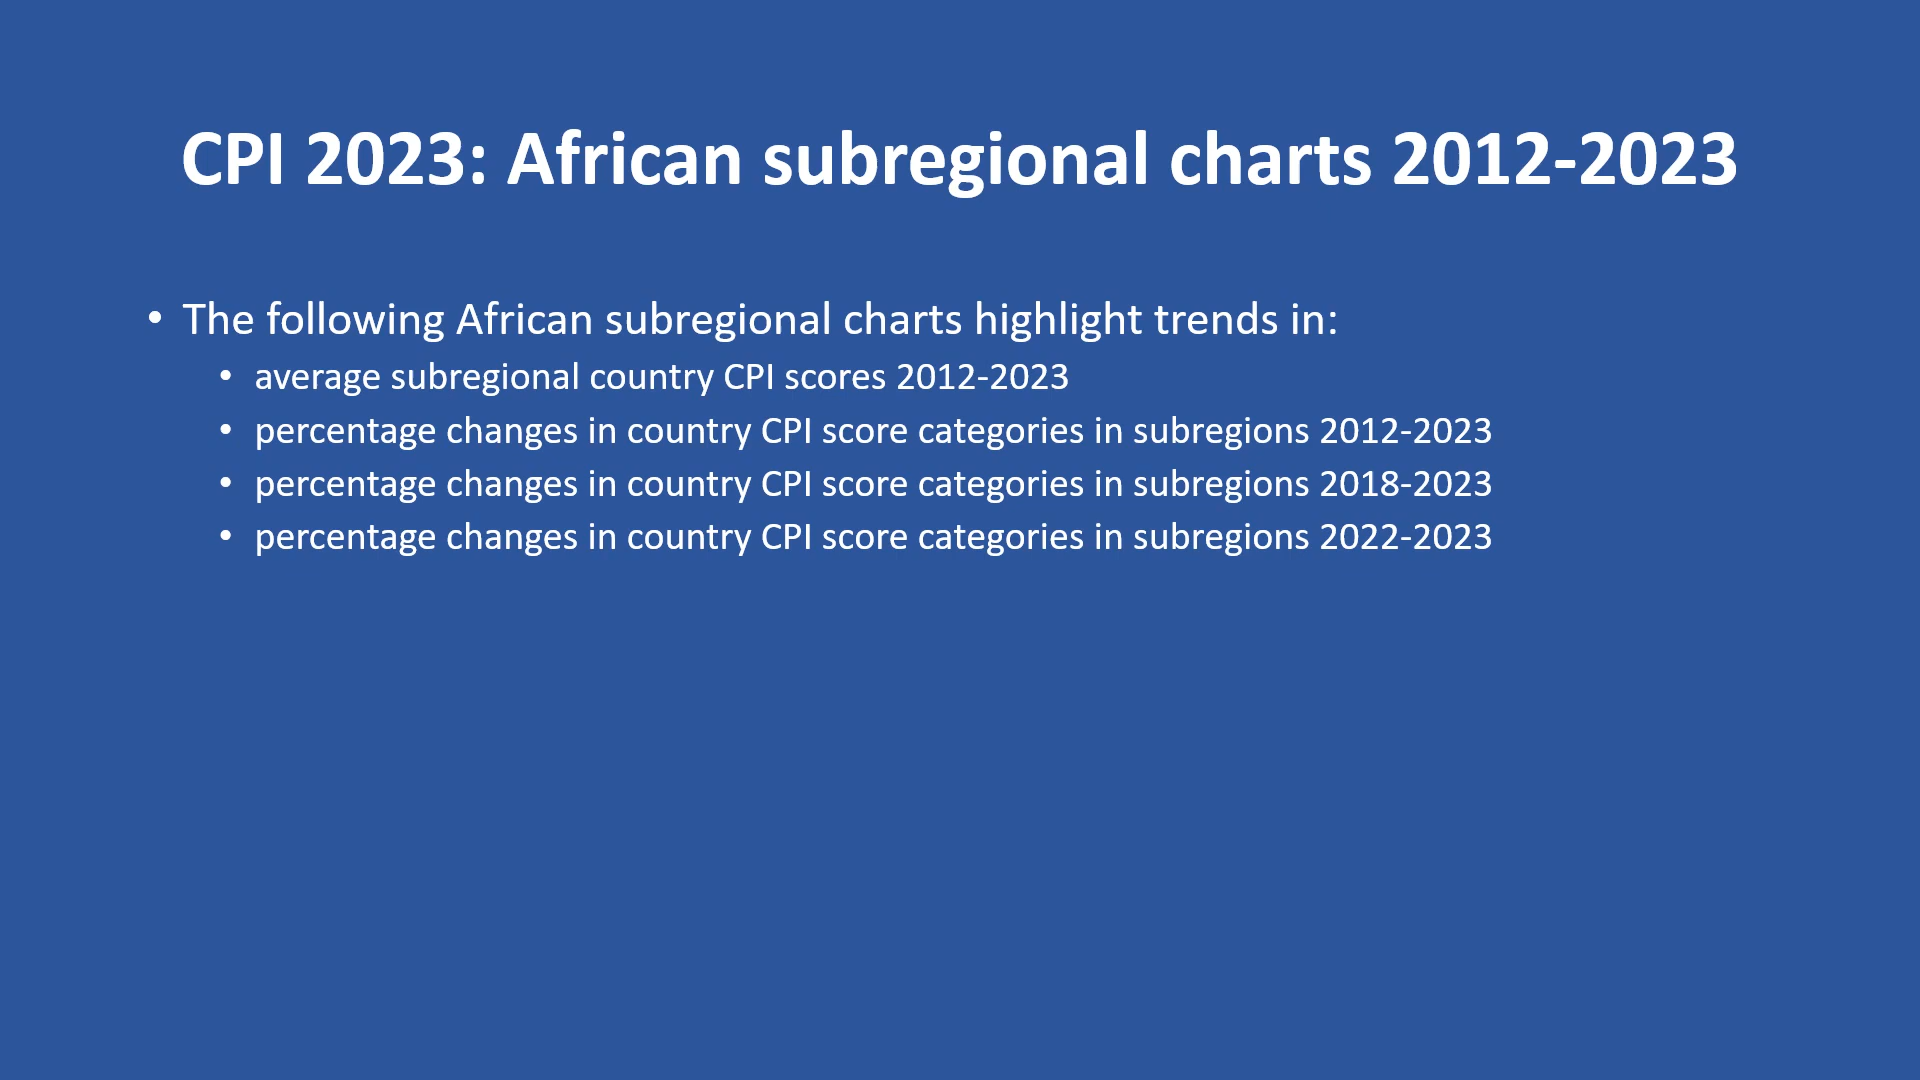 CPI 2023: African subregional charts 2012-2023
• The following African subregional charts highlight trends in:
• average subregional country CPI scores 2012-2023
• percentage changes in country CPI score categories in subregions 2012-2023
• percentage changes in country CPI score categories in subregions 2018-2023
• percentage changes in country CPI score categories in subregions 2022-2023